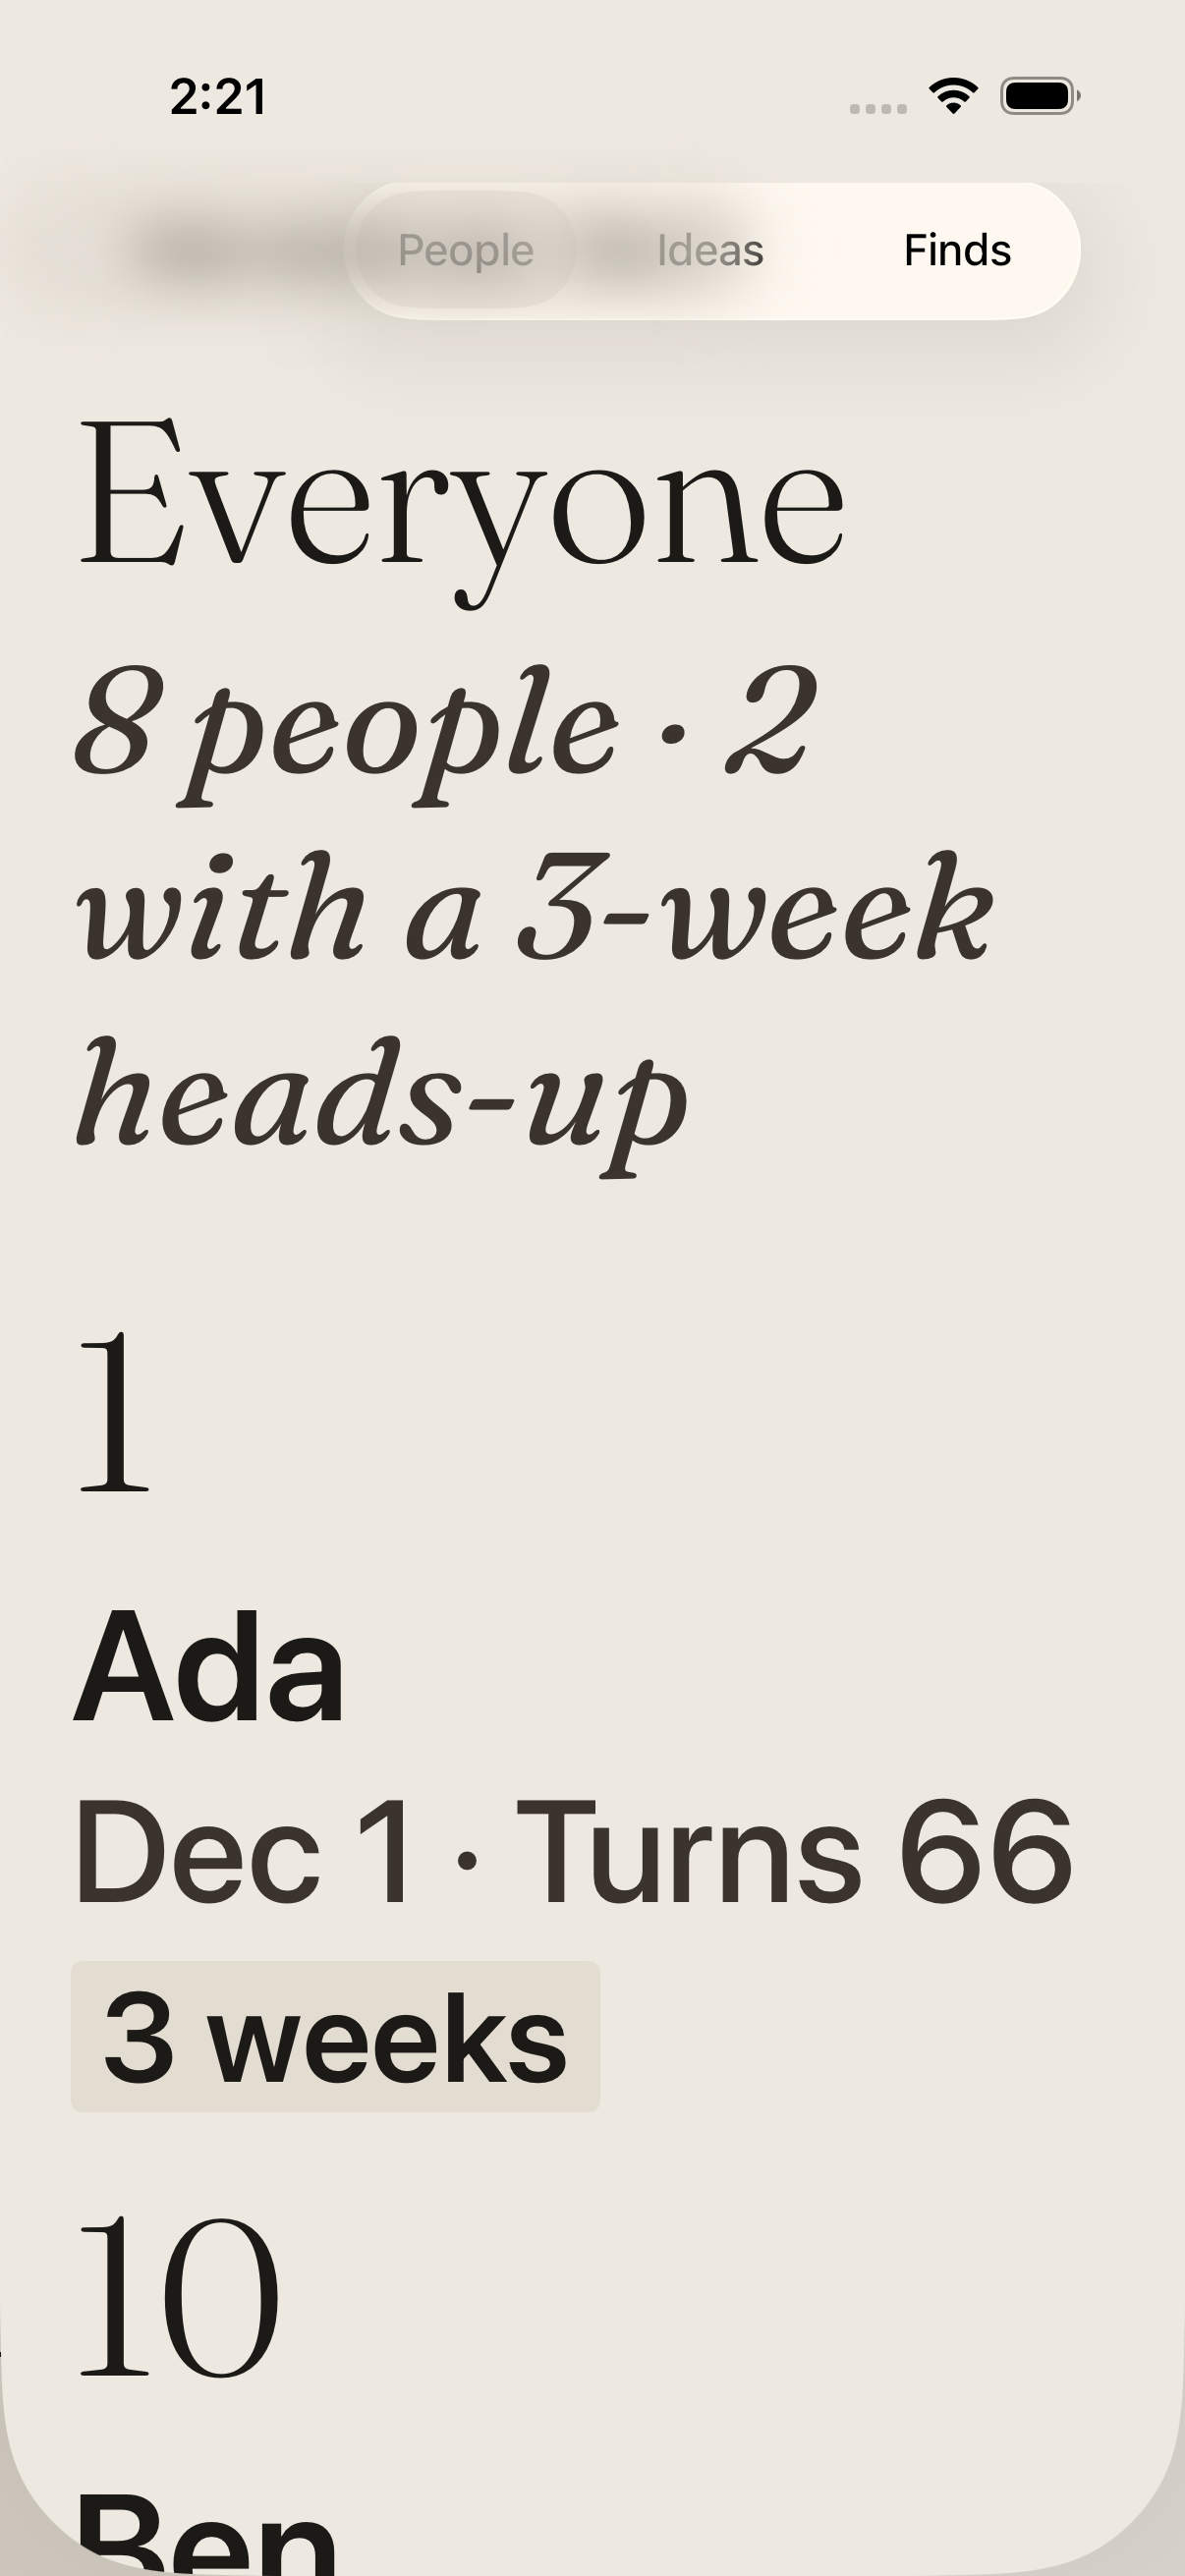 2:21
People Ideas Finds
Everyone
8 people · 2
with a 3-week
heads-up
1
Ada
Dec 1 · Turns 66
3 weeks
10
Ben